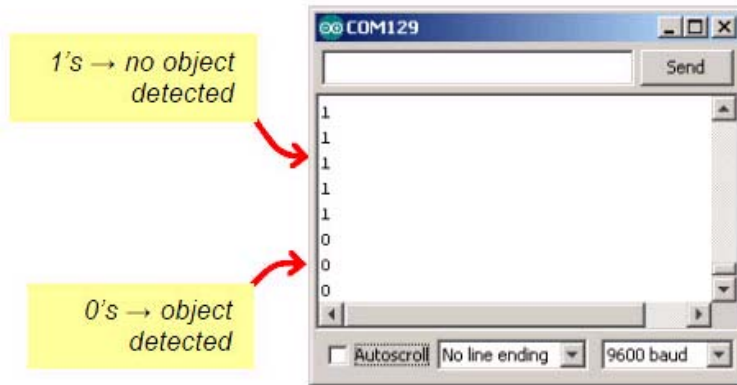 1's → no object
detected
0's → object
detected
COM129
Send
1
1
1
1
1
0
0
0
Autoscroll
No line ending
9600 baud